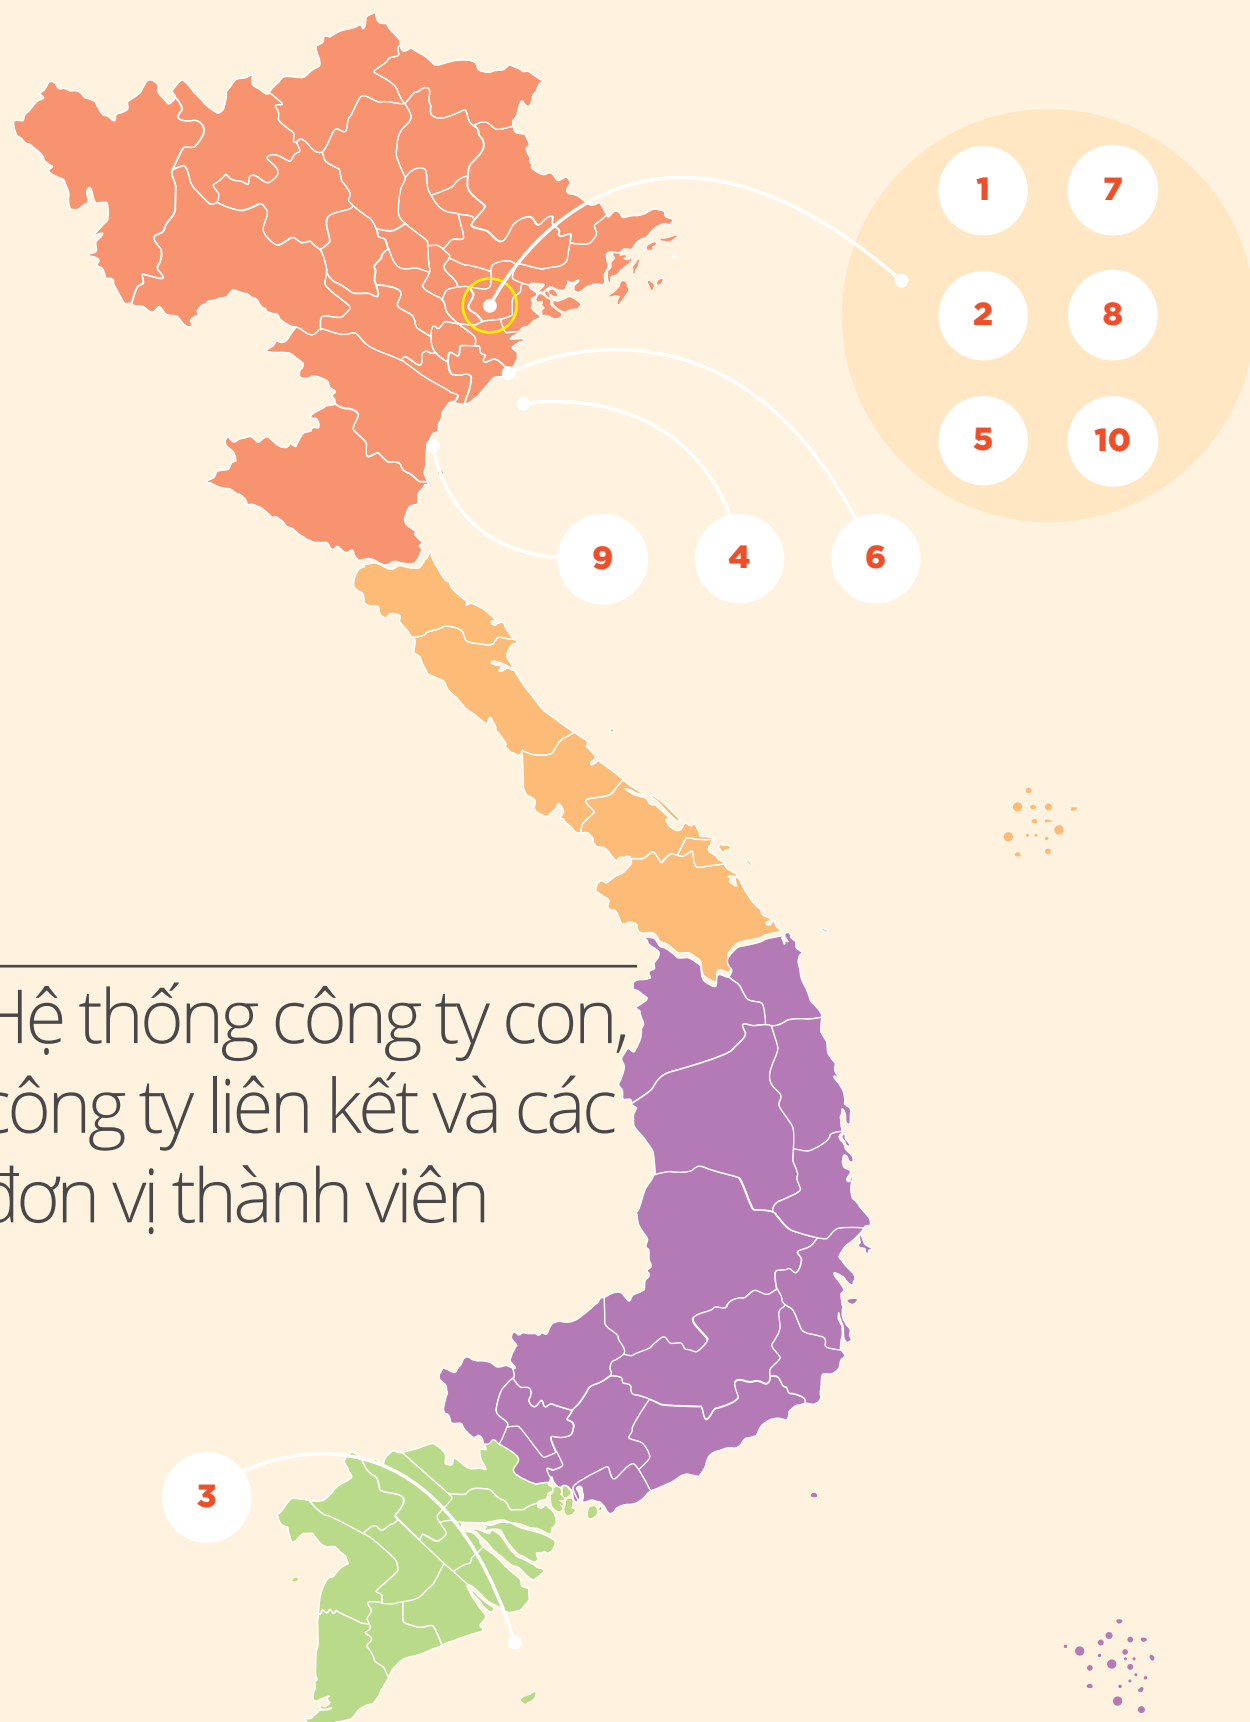 1 7
2 8
5 10
9 4 6
Hệ thống công ty con,
công ty liên kết và các
đơn vị thành viên
3